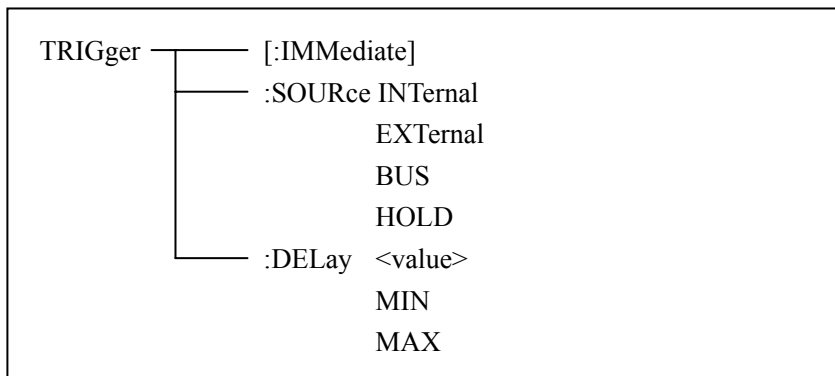 TRIGger [:IMMediate]
:SOURce INTernal
EXTernal
BUS
HOLD
:DELay <value>
MIN
MAX